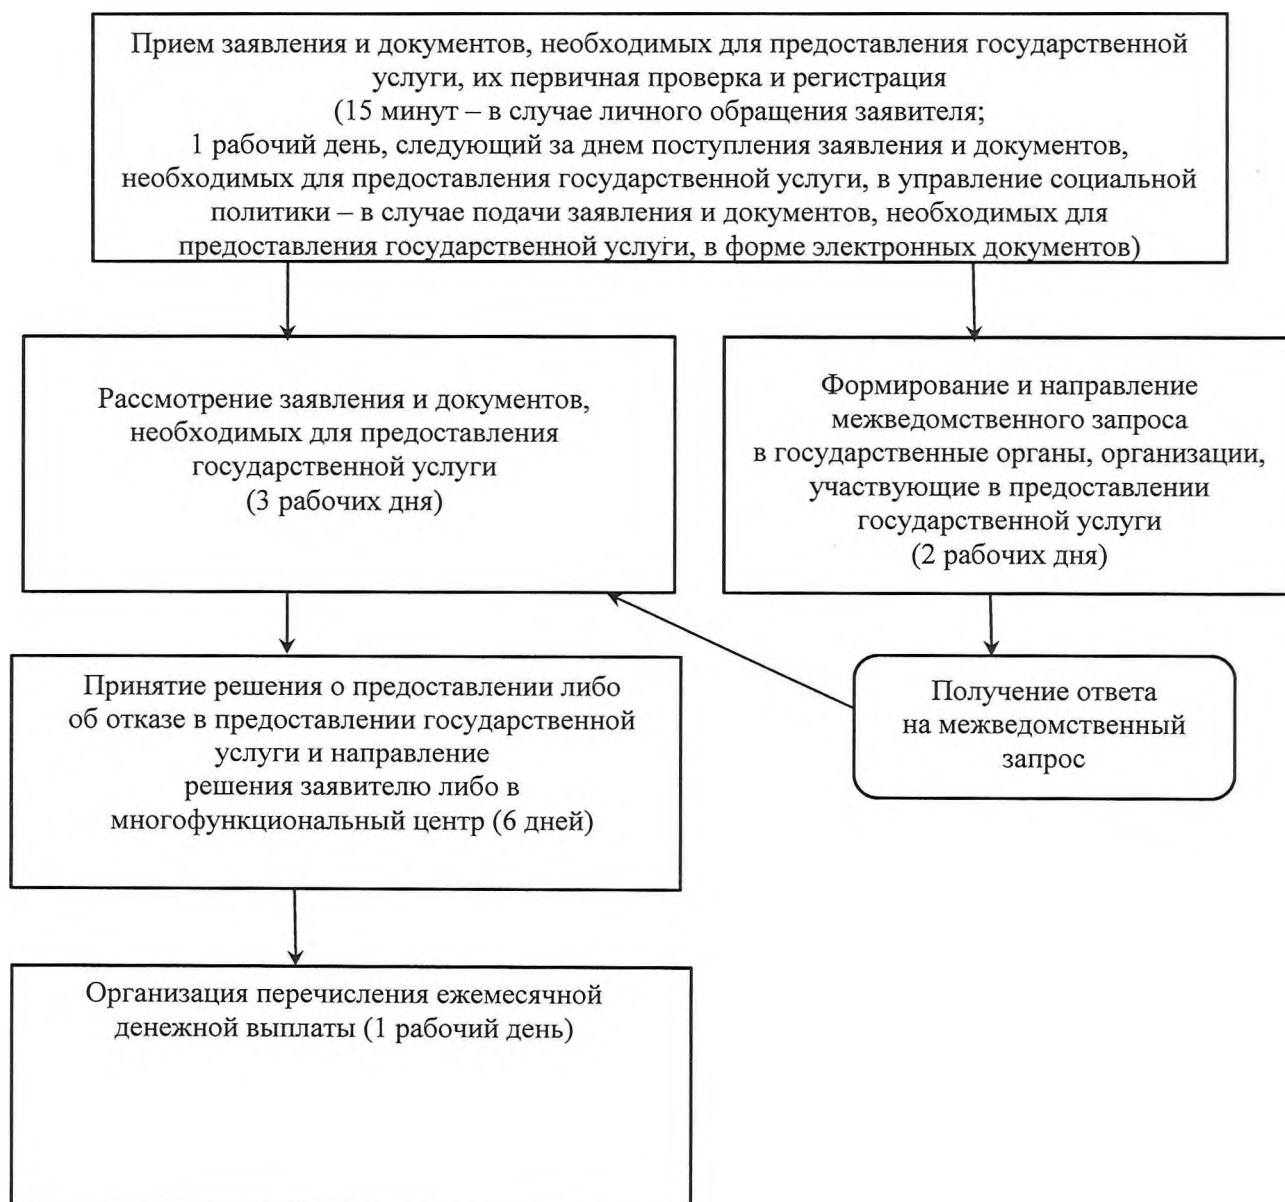 Прием заявления и документов, необходимых для предоставления государственной
услуги, их первичная проверка и регистрация
(15 минут – в случае личного обращения заявителя;
1 рабочий день, следующий за днем поступления заявления и документов,
необходимых для предоставления государственной услуги, в управление социальной
политики – в случае подачи заявления и документов, необходимых для
предоставления государственной услуги, в форме электронных документов)
Рассмотрение заявления и документов,
необходимых для предоставления
государственной услуги
(3 рабочих дня)
Формирование и направление
межведомственного запроса
в государственные органы, организации,
участвующие в предоставлении
государственной услуги
(2 рабочих дня)
Принятие решения о предоставлении либо
об отказе в предоставлении государственной
услуги и направление
решения заявителю либо в
многофункциональный центр (6 дней)
Получение ответа
на межведомственный
запрос
Организация перечисления ежемесячной
денежной выплаты (1 рабочий день)